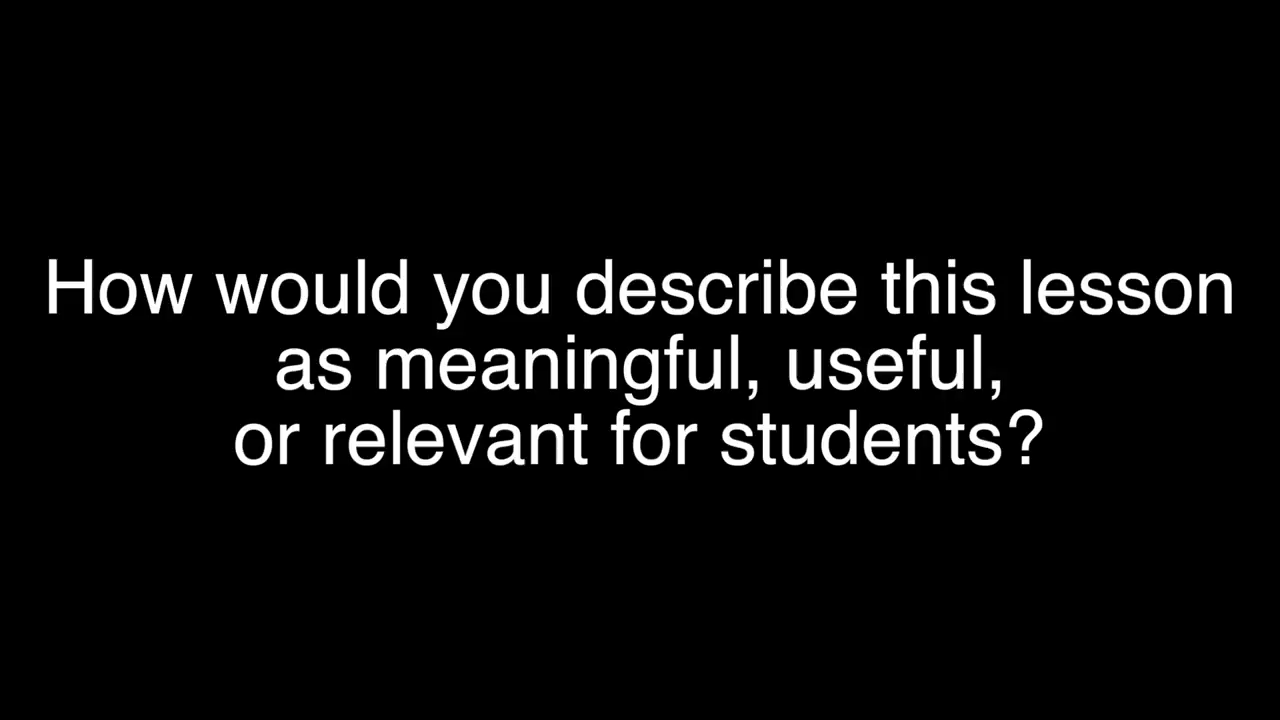 How would you describe this lesson
as meaningful, useful,
or relevant for students?